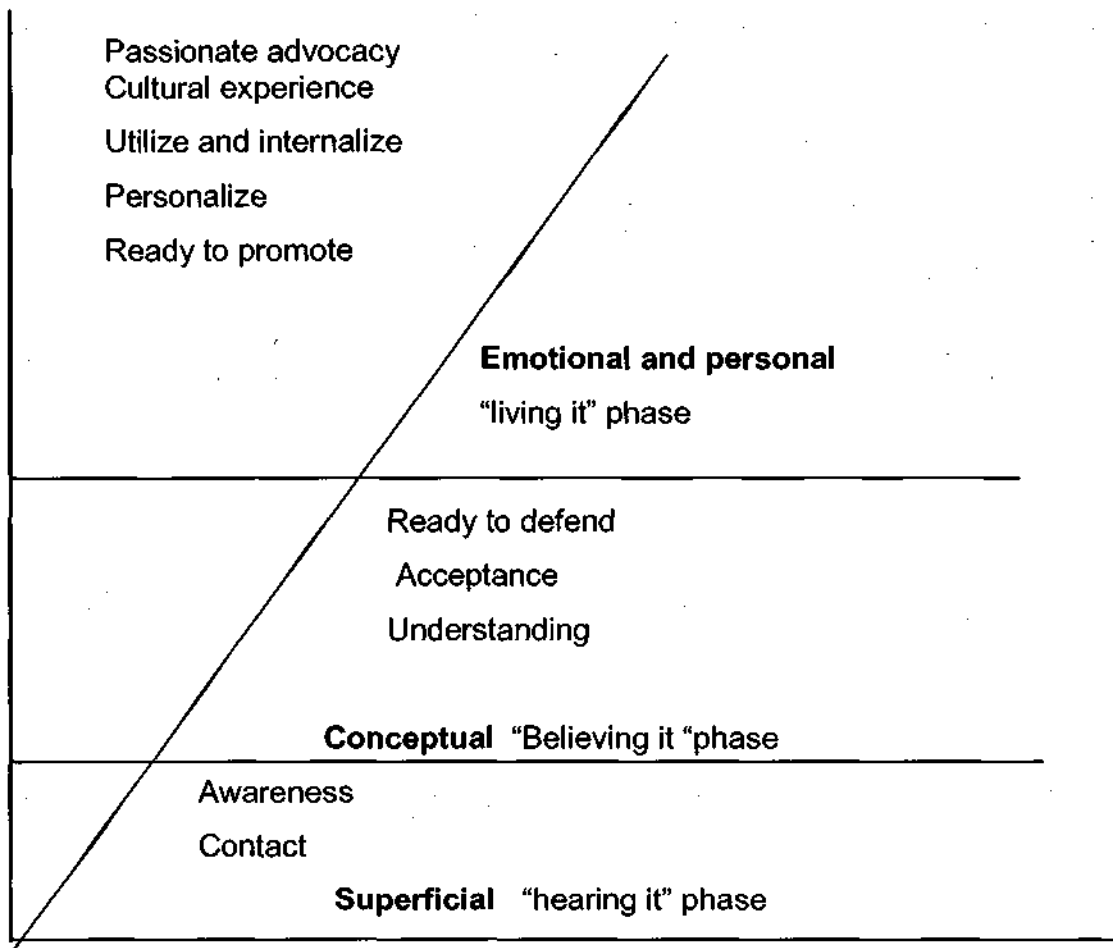 Passionate advocacy
Cultural experience
Utilize and internalize
Personalize
Ready to promote
Emotional and personal
“living it” phase
Ready to defend
Acceptance
Understanding
Conceptual “Believing it “phase
Awareness
Contact
Superficial “hearing it” phase